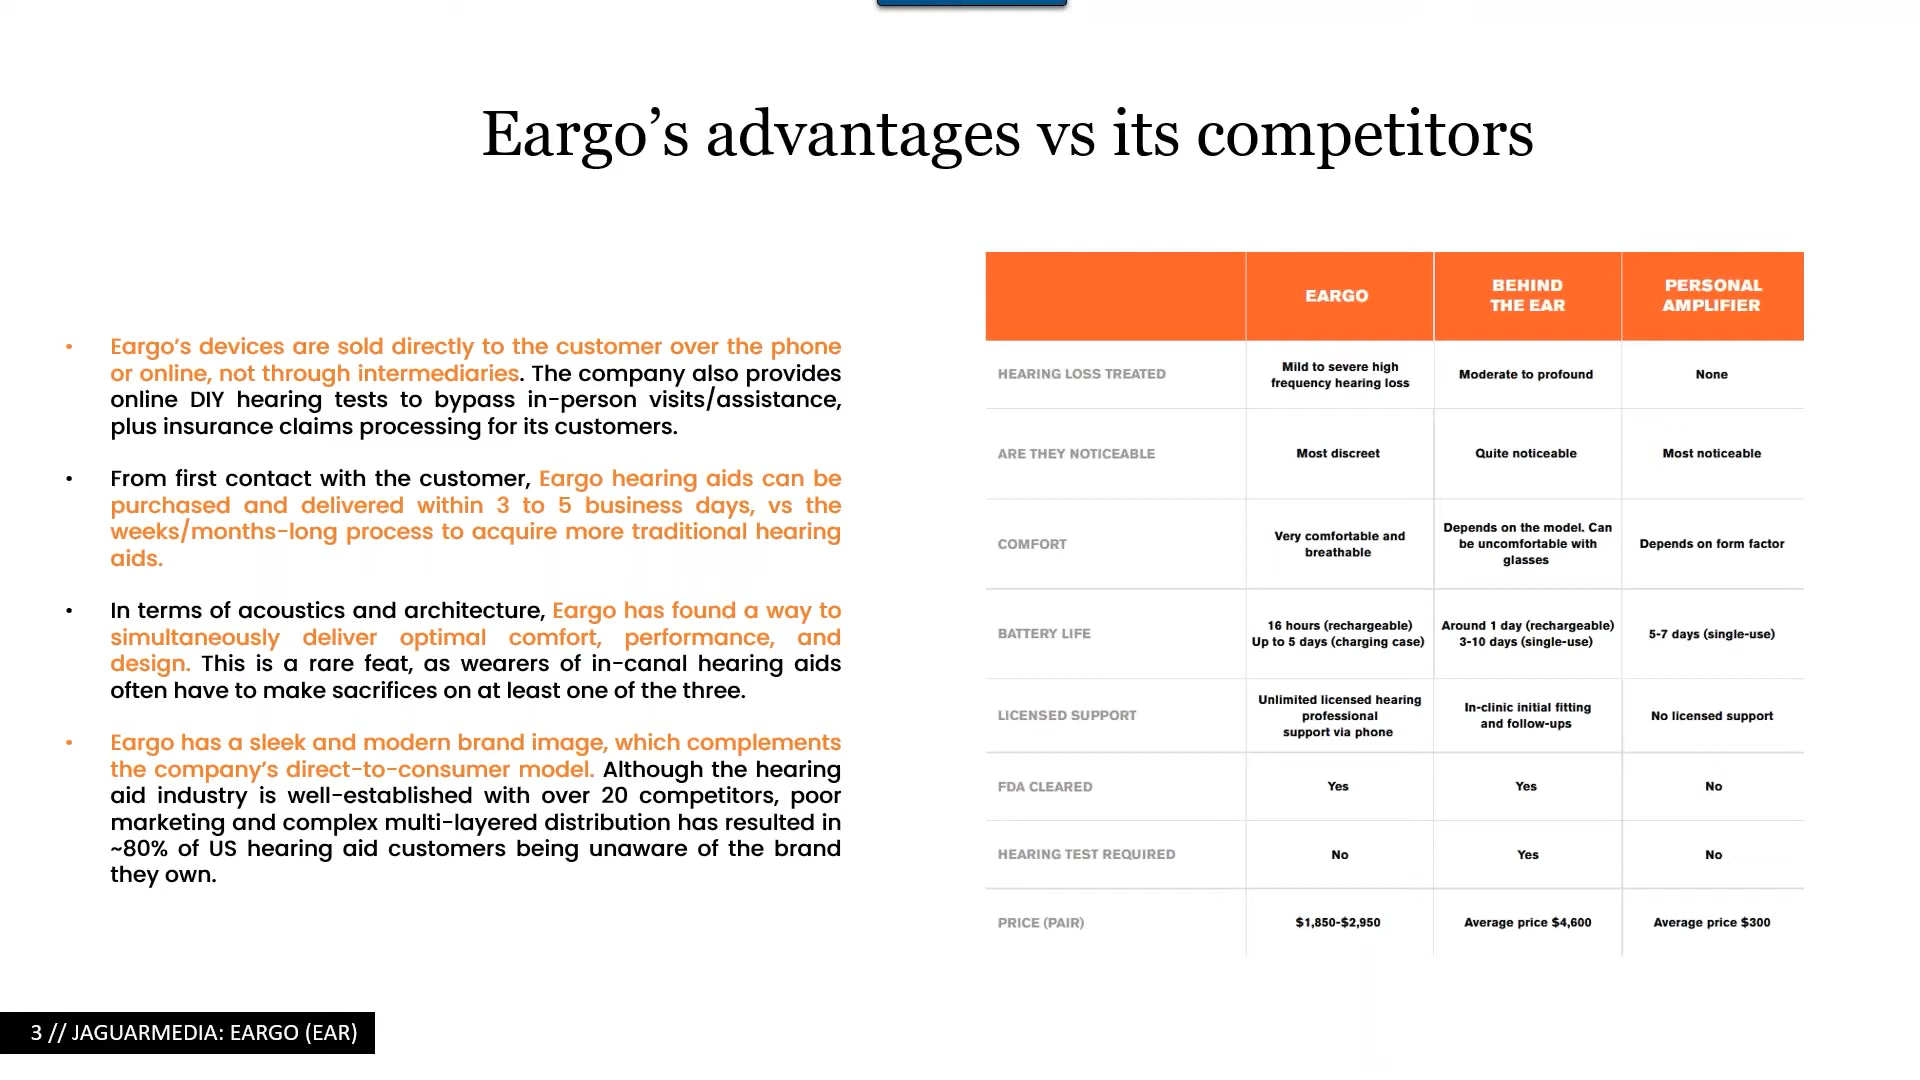 Eargo’s advantages vs its competitors
• Eargo’s devices are sold directly to the customer over the phone
or online, not through intermediaries. The company also provides
online DIY hearing tests to bypass in-person visits/assistance,
plus insurance claims processing for its customers.
• From first contact with the customer, Eargo hearing aids can be
purchased and delivered within 3 to 5 business days, vs the
weeks/months-long process to acquire more traditional hearing
aids.
• In terms of acoustics and architecture, Eargo has found a way to
simultaneously deliver optimal comfort, performance, and
design. This is a rare feat, as wearers of in-canal hearing aids
often have to make sacrifices on at least one of the three.
• Eargo has a sleek and modern brand image, which complements
the company’s direct-to-consumer model. Although the hearing
aid industry is well-established with over 20 competitors, poor
marketing and complex multi-layered distribution has resulted in
~80% of US hearing aid customers being unaware of the brand
they own.
EARGO
BEHIND
THE EAR
PERSONAL
AMPLIFIER
HEARING LOSS TREATED
Mild to severe high
frequency hearing loss
Moderate to profound
None
ARE THEY NOTICEABLE
Most discreet
Quite noticeable
Most noticeable
COMFORT
Very comfortable and
breathable
Depends on the model. Can
be uncomfortable with
glasses
Depends on form factor
BATTERY LIFE
16 hours (rechargeable)
Up to 5 days (charging case)
Around 1 day (rechargeable)
3-10 days (single-use)
5-7 days (single-use)
LICENSED SUPPORT
Unlimited licensed hearing
professional
support via phone
In-clinic initial fitting
and follow-ups
No licensed support
FDA CLEARED
Yes
Yes
No
HEARING TEST REQUIRED
No
Yes
No
PRICE (PAIR)
$1,850-$2,950
Average price $4,600
Average price $300
3 // JAGUARMEDIA: EARGO (EAR)